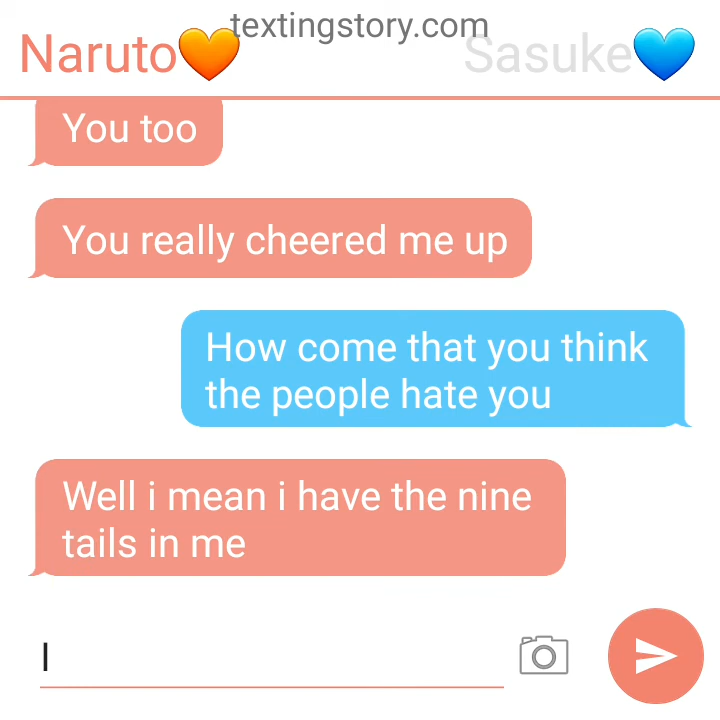 textingstory.com
Naruto🧡 Sasuke💙
You too
You really cheered me up
How come that you think
the people hate you
Well i mean i have the nine
tails in me